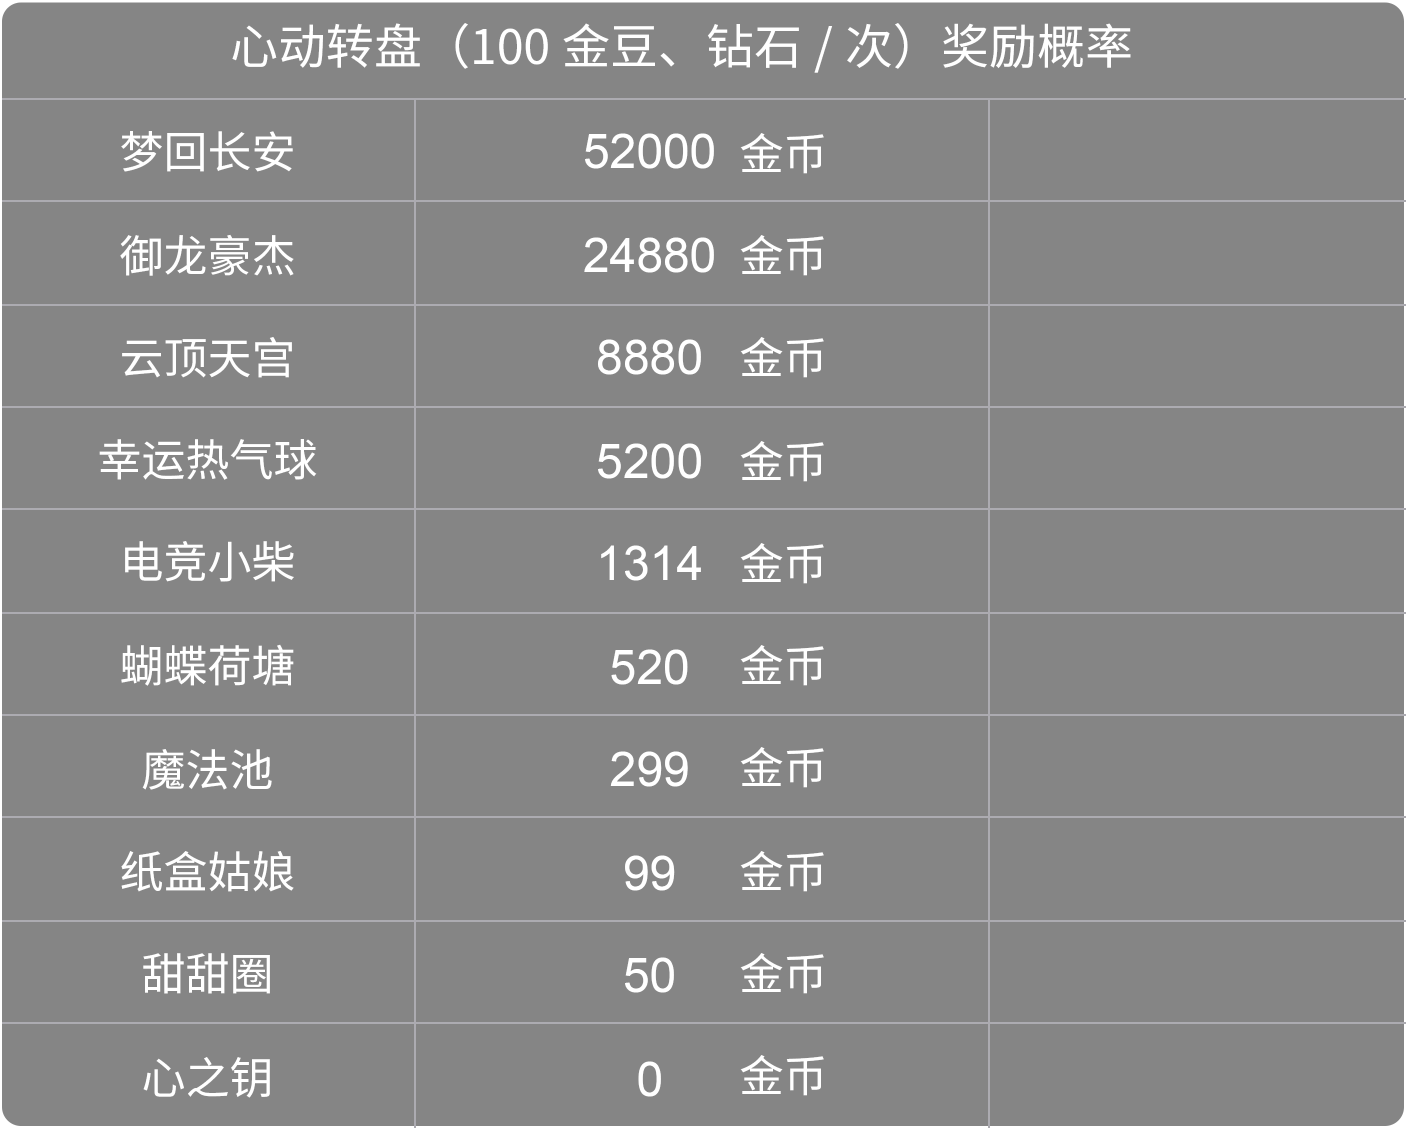 心动转盘（100 金豆、钻石 / 次）奖励概率
梦回长安 52000 金币
御龙豪杰 24880 金币
云顶天宫 8880 金币
幸运热气球 5200 金币
电竞小柴 1314 金币
蝴蝶荷塘 520 金币
魔法池 299 金币
纸盒姑娘 99 金币
甜甜圈 50 金币
心之钥 0 金币